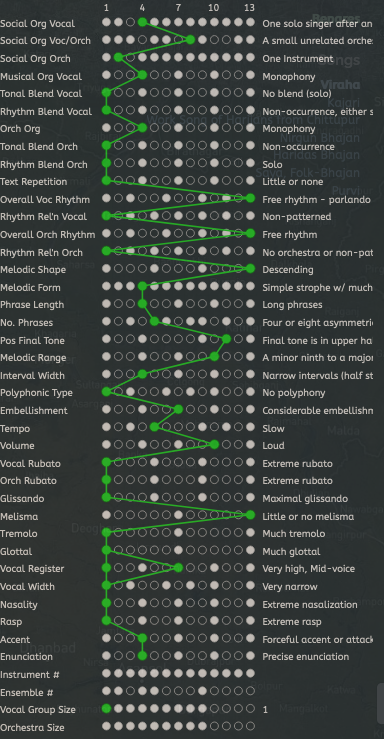 1 4 7 10 13
Social Org Vocal One solo singer after an
Social Org Voc/Orch A small unrelated orche
Social Org Orch One Instrument
Musical Org Vocal Monophony
Tonal Blend Vocal No blend (solo)
Rhythm Blend Vocal Non-occurrence, either s
Orch Org Monophony
Tonal Blend Orch Non-occurrence
Rhythm Blend Orch Solo
Text Repetition Little or none
Overall Voc Rhythm Free rhythm - parlando
Rhythm Rel'n Vocal Non-patterned
Overall Orch Rhythm Free rhythm
Rhythm Rel'n Orch No orchestra or non-pat
Melodic Shape Descending
Melodic Form Simple strophe w/ much
Phrase Length Long phrases
No. Phrases Four or eight asymmetri
Pos Final Tone Final tone is in upper ha
Melodic Range A minor ninth to a major
Interval Width Narrow intervals (half st
Polyphonic Type No polyphony
Embellishment Considerable embellishm
Tempo Slow
Volume Loud
Vocal Rubato Extreme rubato
Orch Rubato Extreme rubato
Glissando Maximal glissando
Melisma Little or no melisma
Tremolo Much tremolo
Glottal Much glottal
Vocal Register Very high, Mid-voice
Vocal Width Very narrow
Nasality Extreme nasalization
Rasp Extreme rasp
Accent Forceful accent or attack
Enunciation Precise enunciation
Instrument #
Ensemble #
Vocal Group Size 1
Orchestra Size